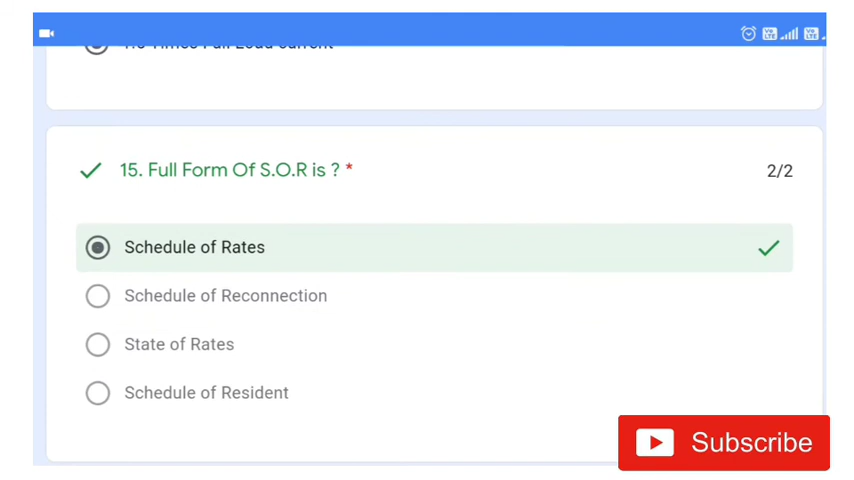 15. Full Form Of S.O.R is ? *
2/2
Schedule of Rates
Schedule of Reconnection
State of Rates
Schedule of Resident
Subscribe